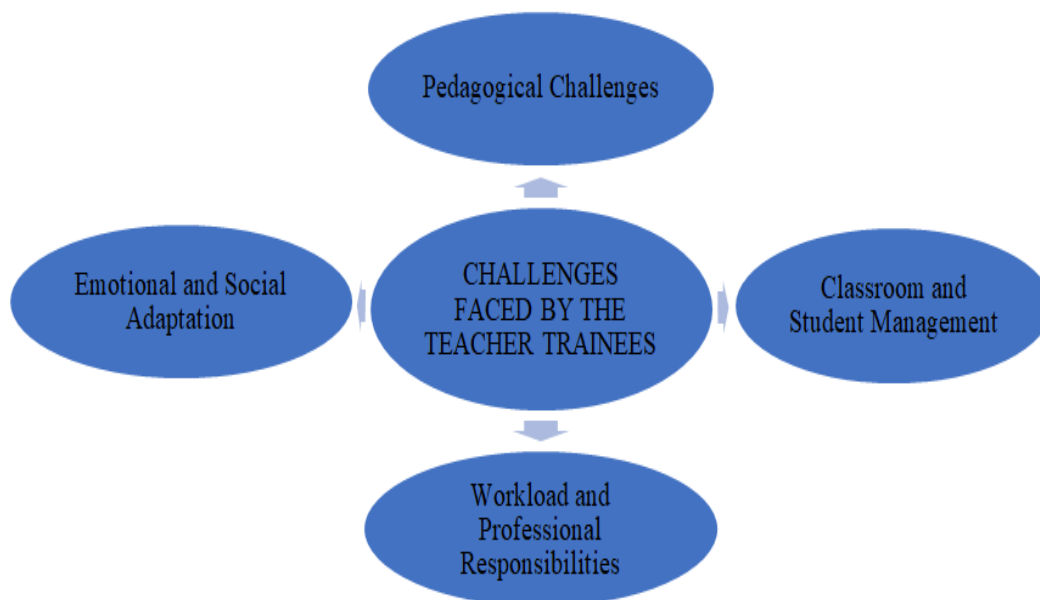 Pedagogical Challenges
Emotional and Social
Adaptation
CHALLENGES
FACED BY THE
TEACHER TRAINEES
Classroom and
Student Management
Workload and
Professional
Responsibilities